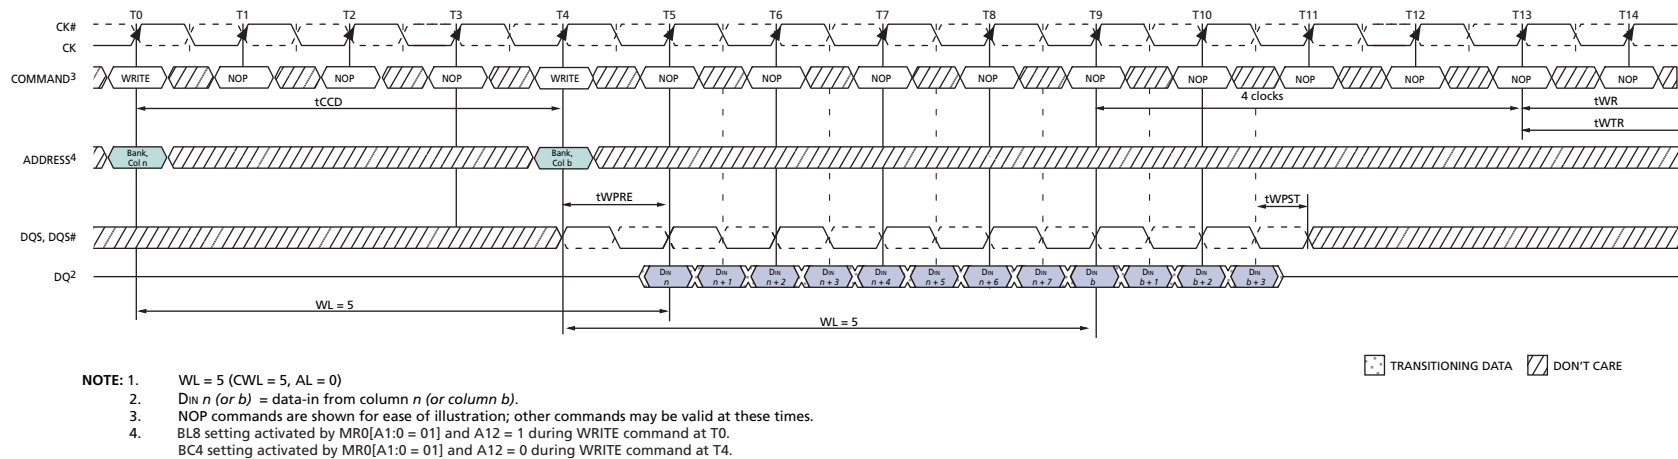 T0 T1 T2 T3 T4 T5 T6 T7 T8 T9 T10 T11 T12 T13 T14
CK#
CK
COMMAND3 WRITE NOP NOP NOP WRITE NOP NOP NOP NOP NOP NOP NOP NOP NOP NOP
tCCD 4 clocks tWR
tWTR
ADDRESS4 Bank, Col n Bank, Col b
tWPRE tWPST
DQS, DQS#
DQ2 DIN n DIN n + 1 DIN n + 2 DIN n + 3 DIN n + 4 DIN n + 5 DIN n + 6 DIN n + 7 DIN b DIN b + 1 DIN b + 2 DIN b + 3
WL = 5
WL = 5
TRANSITIONING DATA DON'T CARE
NOTE: 1. WL = 5 (CWL = 5, AL = 0)
2. DIN n (or b) = data-in from column n (or column b).
3. NOP commands are shown for ease of illustration; other commands may be valid at these times.
4. BL8 setting activated by MR0[A1:0 = 01] and A12 = 1 during WRITE command at T0.
BC4 setting activated by MR0[A1:0 = 01] and A12 = 0 during WRITE command at T4.